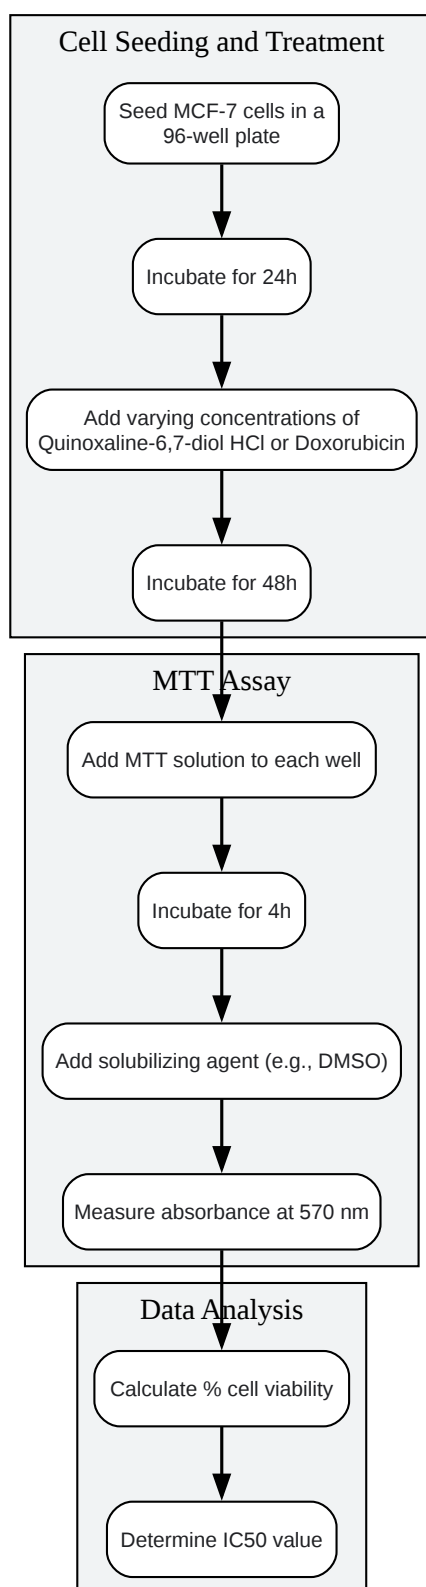 Cell Seeding and Treatment
Seed MCF-7 cells in a
96-well plate
Incubate for 24h
Add varying concentrations of
Quinoxaline-6,7-diol HCl or Doxorubicin
Incubate for 48h
MTT Assay
Add MTT solution to each well
Incubate for 4h
Add solubilizing agent (e.g., DMSO)
Measure absorbance at 570 nm
Data Analysis
Calculate % cell viability
Determine IC50 value